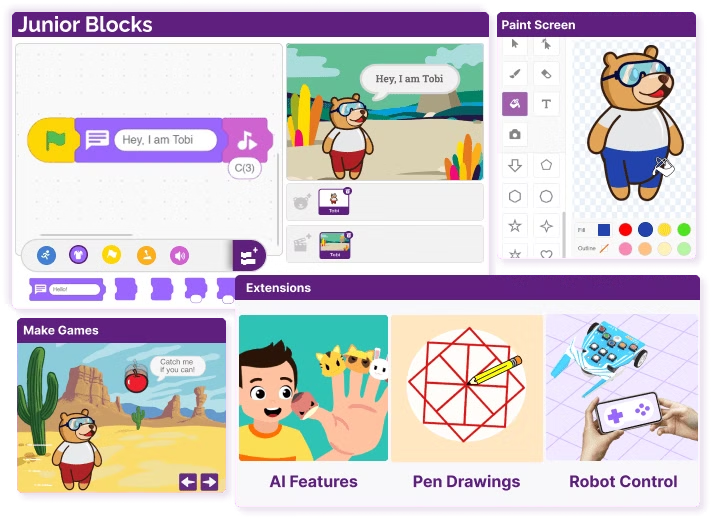 Junior Blocks
Hey, I am Tobi
C(3)
Hey, I am Tobi
Tobi
Tobi
Hello!
Paint Screen
T
Fill
Outline
Make Games
Catch me
if you can!
Extensions
AI Features
Pen Drawings
Robot Control